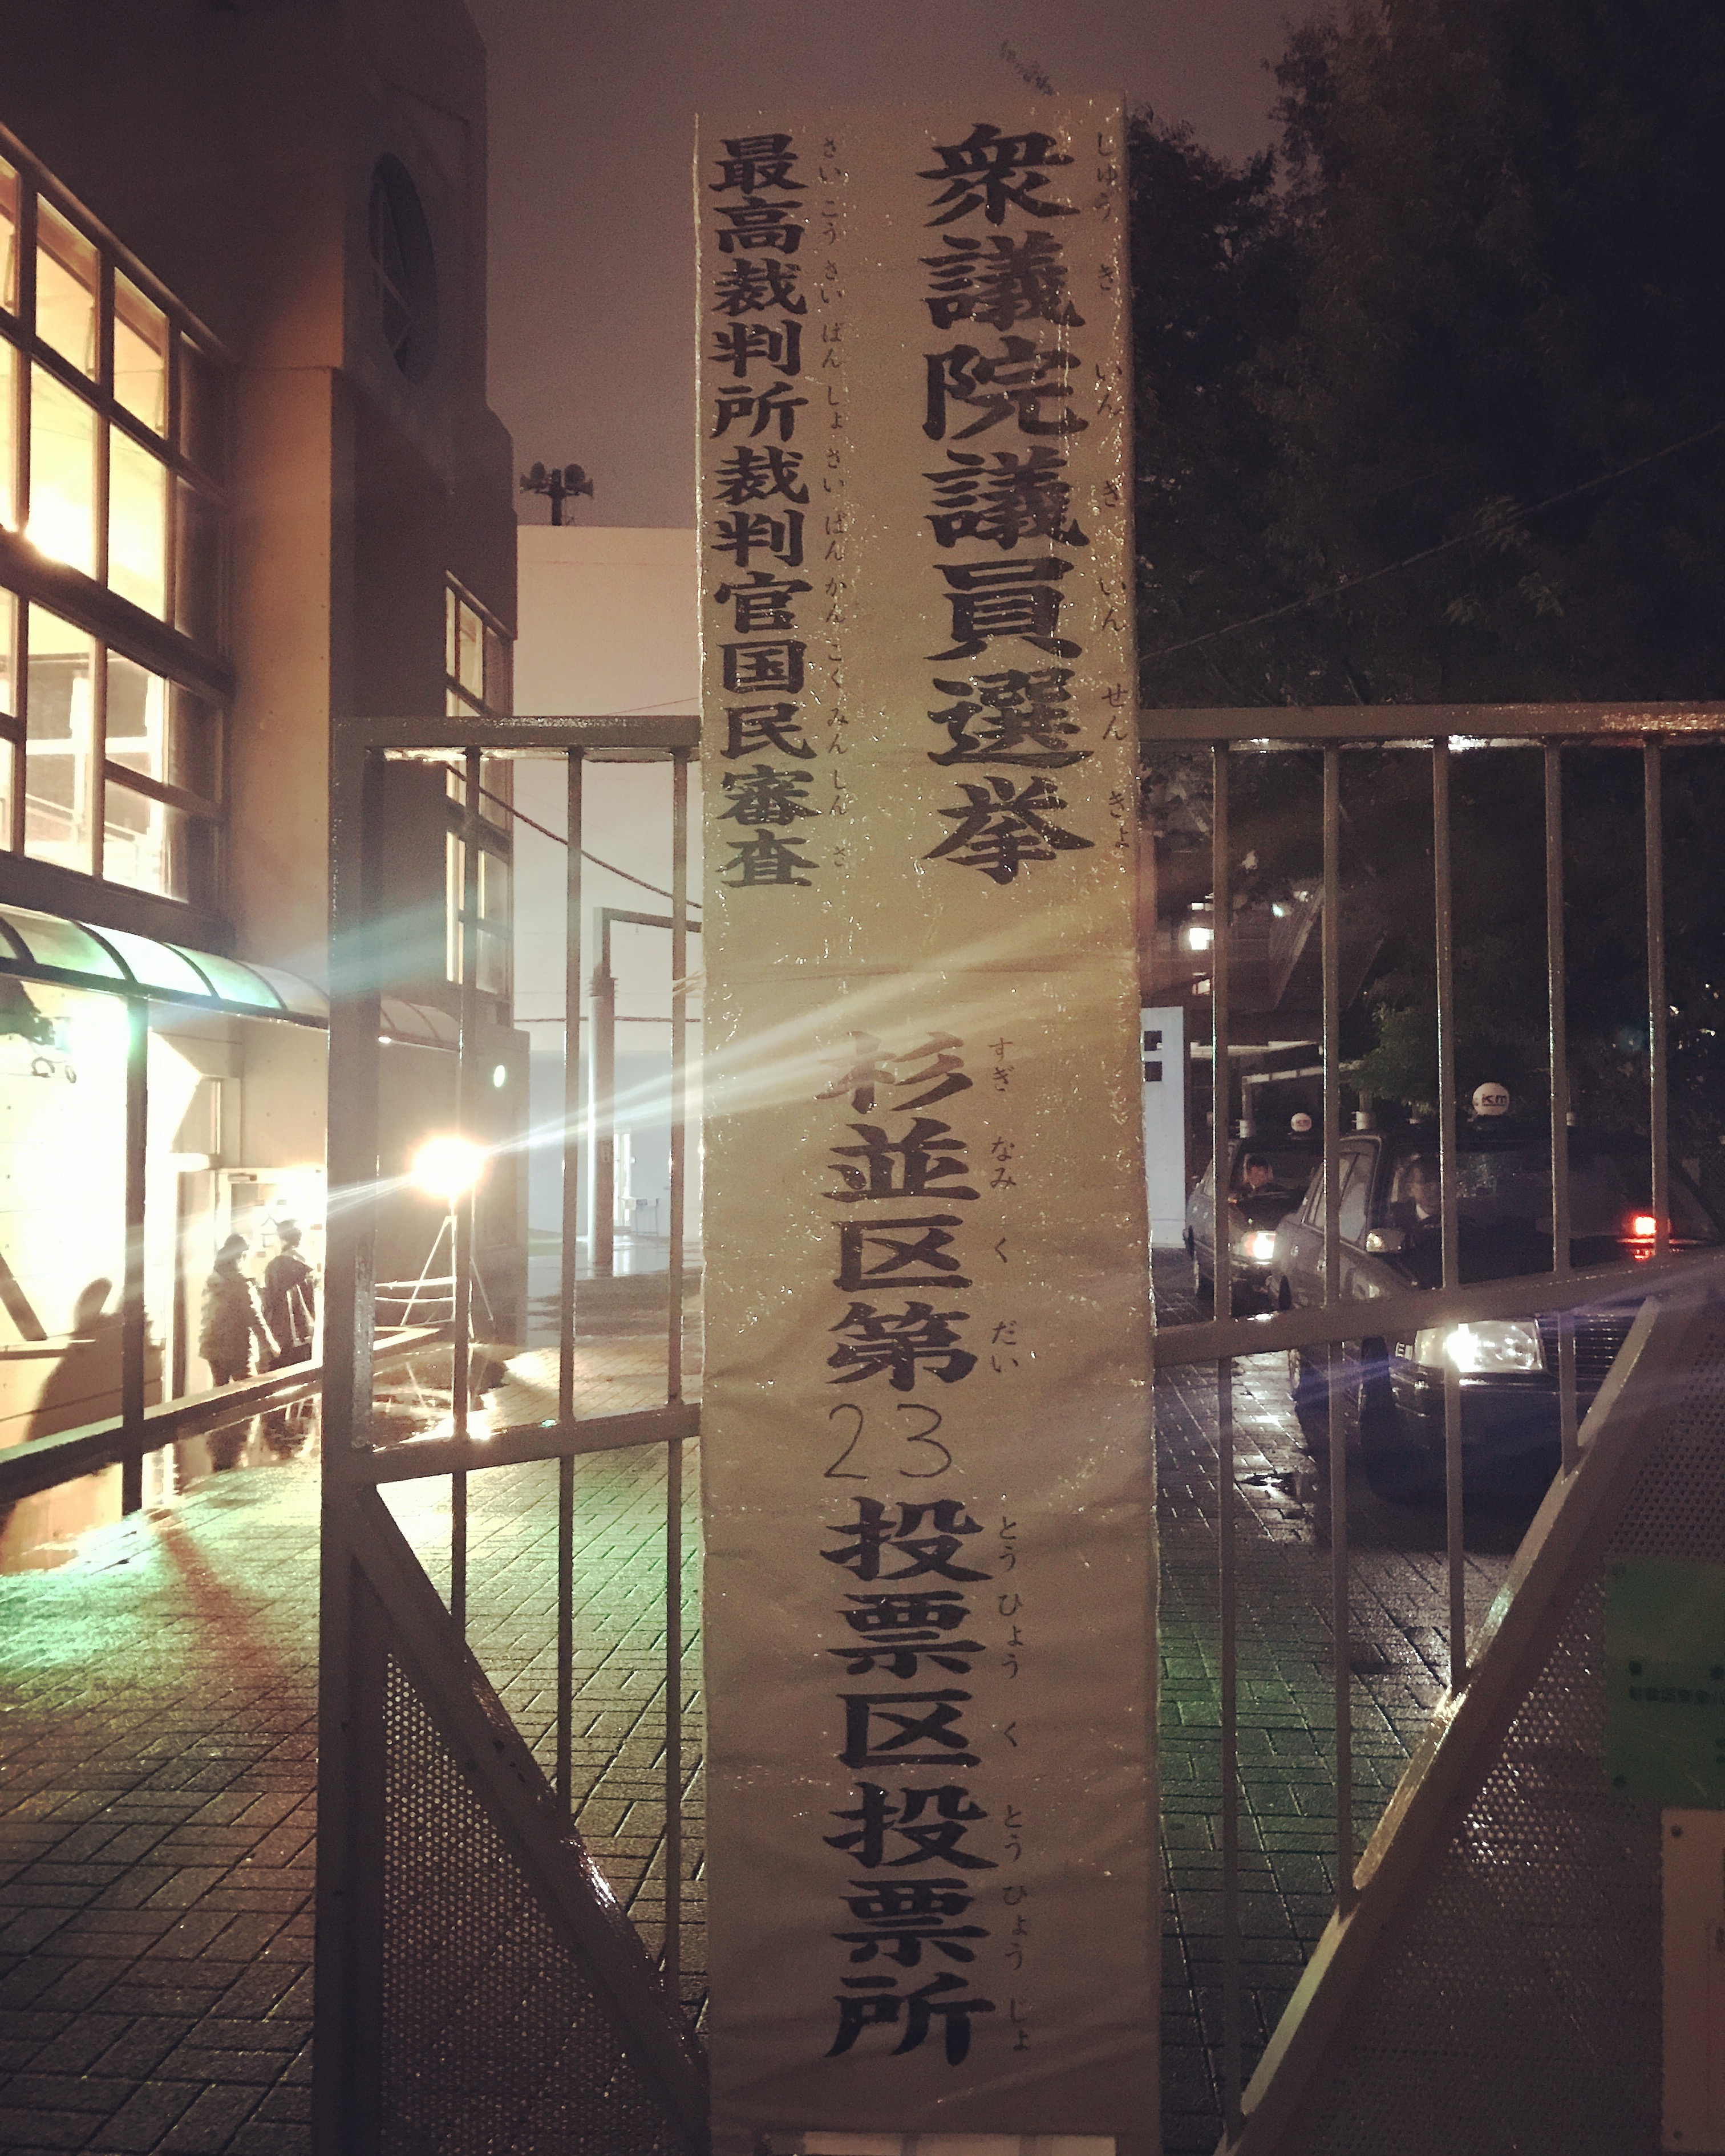 衆議院議員選挙
しゅうぎいんぎいんせんきょ
最高裁判所裁判官国民審査
さいこうさいばんしょさいばんかんこくみんしんさ
杉並区第23投票区投票所
すぎなみくだいとうひょうくとうひょうじょ
km
km